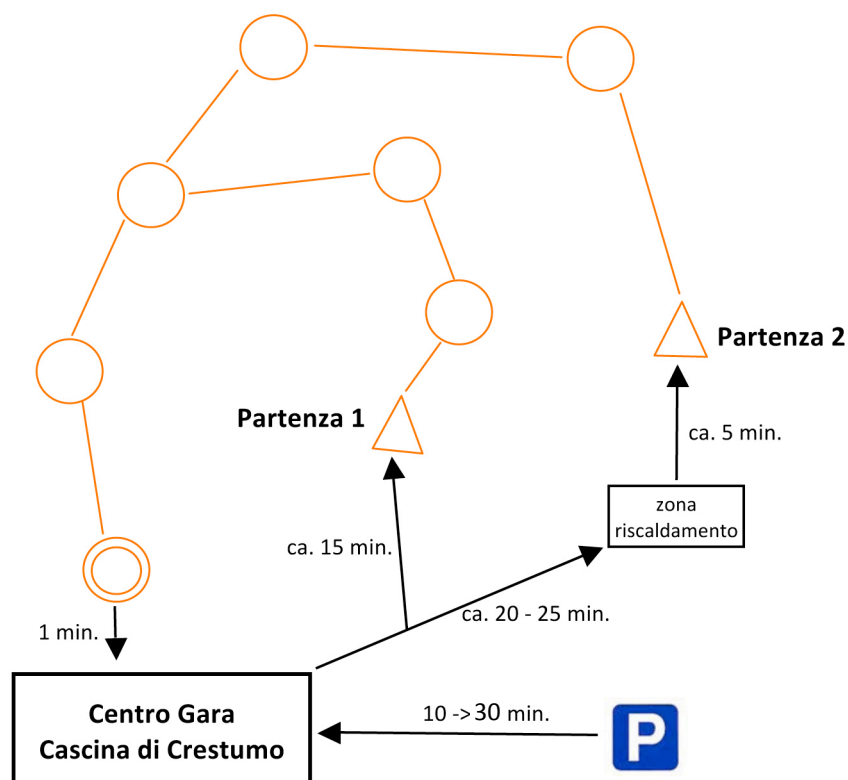 Partenza 2
Partenza 1
ca. 5 min.
zona
riscaldamento
ca. 15 min.
ca. 20 - 25 min.
1 min.
Centro Gara
Cascina di Crestumo
10 -> 30 min.
P